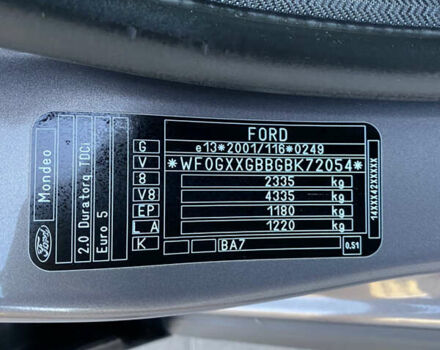 Ford
Mondeo
2.0 Duratorq TDCi
Euro 5
FORD
G e13*2001/116*0249
V *WF0GXXGBBGBK72054*
8 2335 kg
V8 4335 kg
EP 1180 kg
L A 1220 kg
K BA7 0.51
14XXX42XXXXX